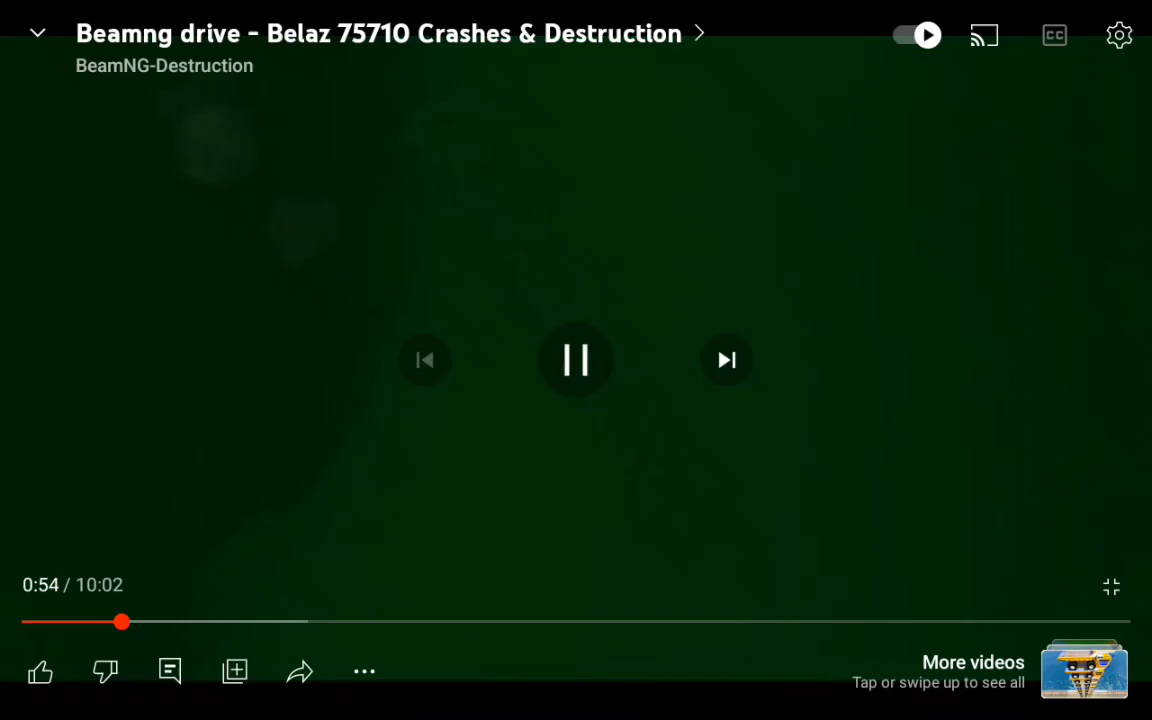 Beamng drive - Belaz 75710 Crashes & Destruction
BeamNG-Destruction
CC
0:54 / 10:02
More videos
Tap or swipe up to see all